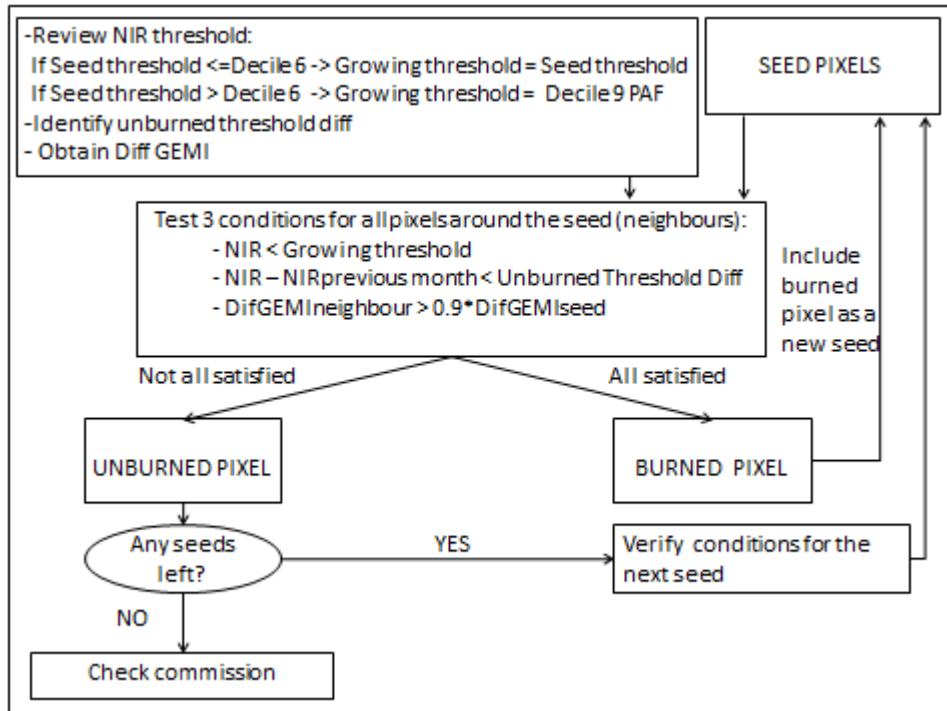 -Review NIR threshold:
If Seed threshold <=Decile 6 -> Growing threshold = Seed threshold
If Seed threshold > Decile 6 -> Growing threshold = Decile 9 PAF
-Identify unburned threshold diff
- Obtain Diff GEMI
SEED PIXELS
Test 3 conditions for all pixels around the seed (neighbours):
- NIR < Growing threshold
- NIR – NIRprevious month < Unburned Threshold Diff
- DifGEMIneighbour > 0.9*DifGEMIseed
Include
burned
pixel as a
new seed
Not all satisfied
All satisfied
UNBURNED PIXEL
BURNED PIXEL
Any seeds
left?
YES
Verify conditions for the
next seed
NO
Check commission